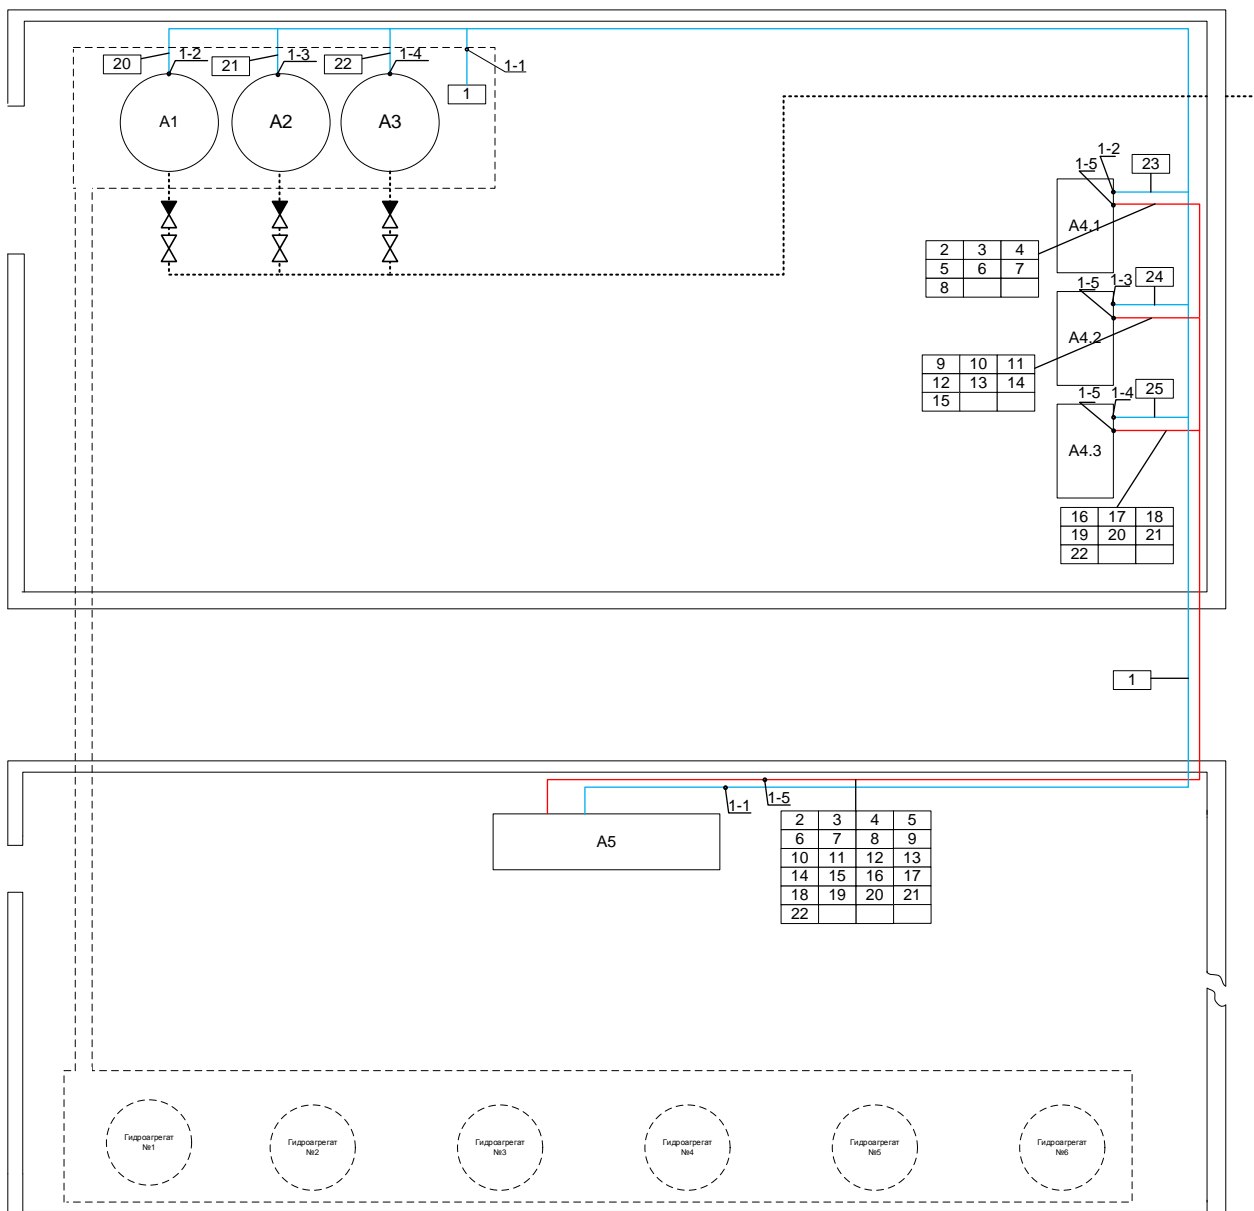 20 1-2 21 1-3 22 1-4 1-1
1
A1 A2 A3
1-2
1-5 23
A4.1
2 3 4
5 6 7
8
1-5 1-3 24
A4.2
9 10 11
12 13 14
15
1-5 1-4 25
A4.3
16 17 18
19 20 21
22
1
1-1 1-5
A5
2 3 4 5
6 7 8 9
10 11 12 13
14 15 16 17
18 19 20 21
22
Гидроагрегат
№1
Гидроагрегат
№2
Гидроагрегат
№3
Гидроагрегат
№4
Гидроагрегат
№5
Гидроагрегат
№6